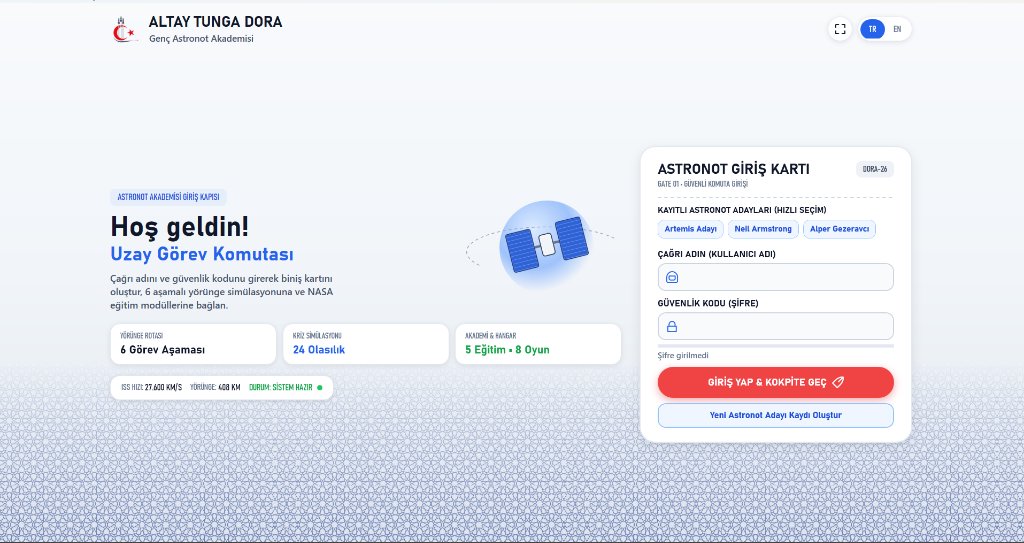 ALTAY TUNGA DORA
Genç Astronot Akademisi
TR
EN
ASTRONOT AKADEMİSİ GİRİŞ KAPISI
Hoş geldin!
Uzay Görev Komutası
Çağrı adını ve güvenlik kodunu girerek biniş kartını
oluştur, 6 aşamalı yörünge simülasyonuna ve NASA
eğitim modüllerine bağlan.
YÖRÜNGE ROTASI
6 Görev Aşaması
KRİZ SİMÜLASYONU
24 Olasılık
AKADEMİ & HANGAR
5 Eğitim • 8 Oyun
ISS HIZI: 27.600 KM/S YÖRÜNGE: 408 KM DURUM: SİSTEM HAZIR
ASTRONOT GİRİŞ KARTI
DORA-26
GATE 01 • GÜVENLİ KOMUTA GİRİŞİ
KAYITLI ASTRONOT ADAYLARI (HIZLI SEÇİM)
Artemis Adayı
Neil Armstrong
Alper Gezeravcı
ÇAĞRI ADIN (KULLANICI ADI)
GÜVENLİK KODU (ŞİFRE)
Şifre girilmedi
GİRİŞ YAP & KOKPİTE GEÇ
Yeni Astronot Adayı Kaydı Oluştur